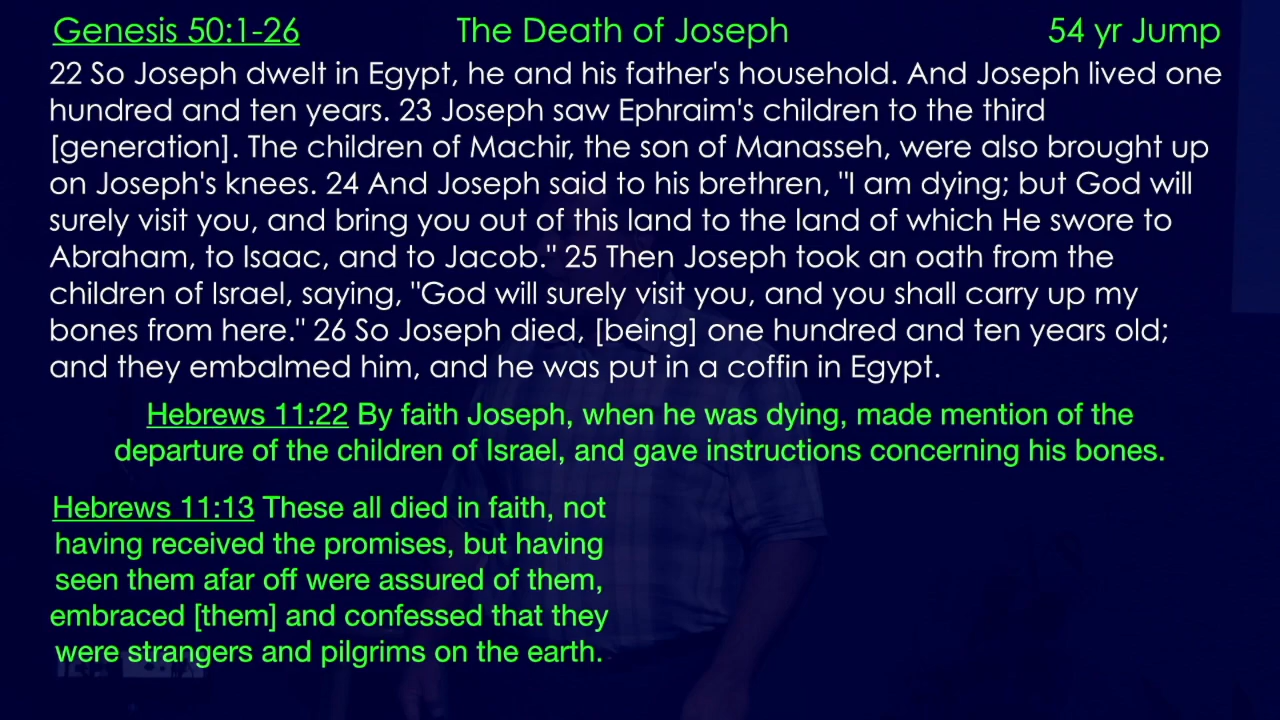 Genesis 50:1-26 The Death of Joseph 54 yr Jump
22 So Joseph dwelt in Egypt, he and his father's household. And Joseph lived one
hundred and ten years. 23 Joseph saw Ephraim's children to the third
[generation]. The children of Machir, the son of Manasseh, were also brought up
on Joseph's knees. 24 And Joseph said to his brethren, "I am dying; but God will
surely visit you, and bring you out of this land to the land of which He swore to
Abraham, to Isaac, and to Jacob." 25 Then Joseph took an oath from the
children of Israel, saying, "God will surely visit you, and you shall carry up my
bones from here." 26 So Joseph died, [being] one hundred and ten years old;
and they embalmed him, and he was put in a coffin in Egypt.
Hebrews 11:22 By faith Joseph, when he was dying, made mention of the
departure of the children of Israel, and gave instructions concerning his bones.
Hebrews 11:13 These all died in faith, not
having received the promises, but having
seen them afar off were assured of them,
embraced [them] and confessed that they
were strangers and pilgrims on the earth.